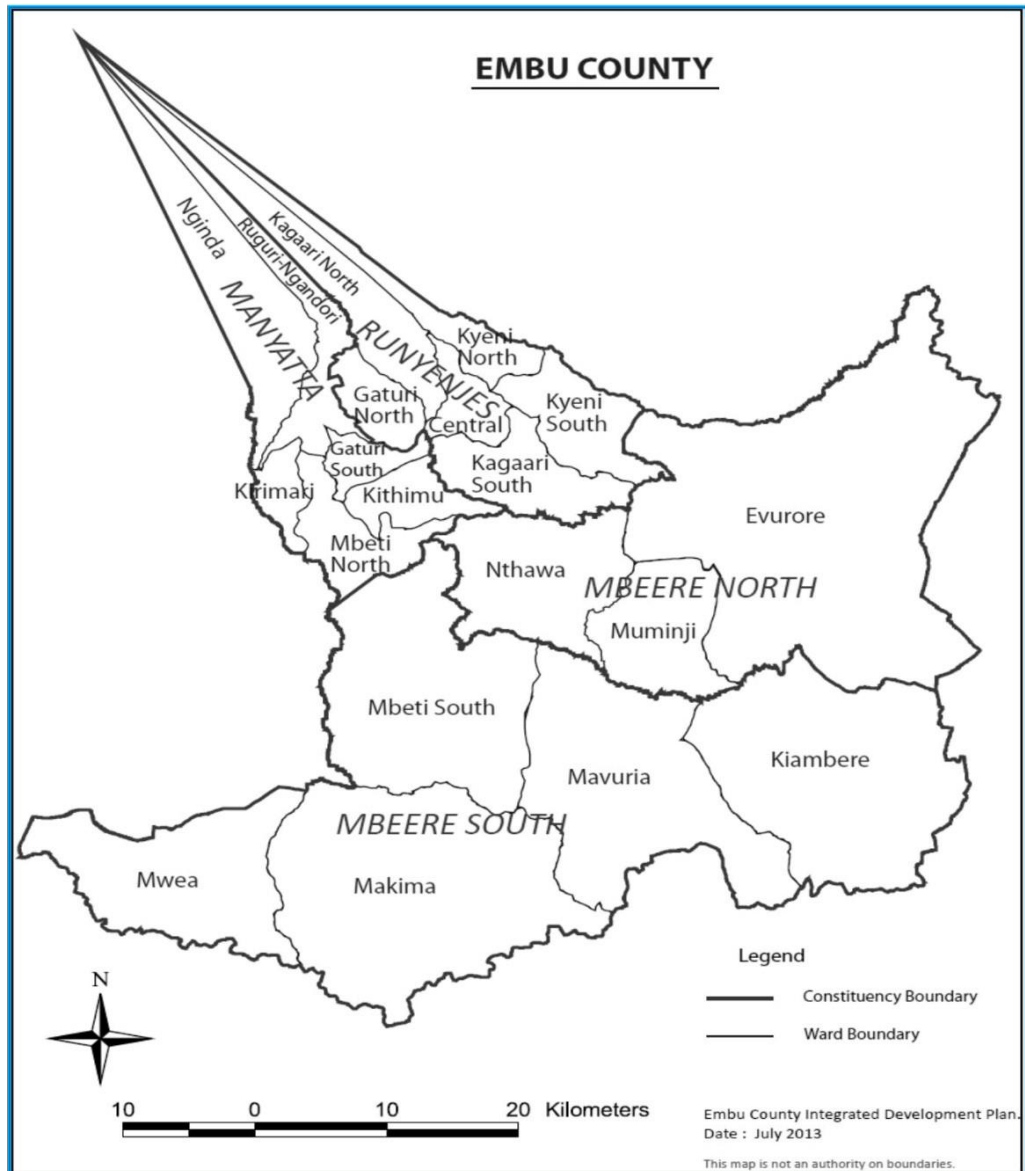 EMBU COUNTY
Nginda
Ruguri-Ngandori
Kagaari North
MANYATTA
RUNYENJES
Kyeni
North
Gaturi
North
Central
Kyeni
South
Gaturi
South
Kagaari
South
Kirimari
Kithimu
Mbeti
North
Evurore
Nthawa
MBEERE NORTH
Muminji
Mbeti South
Mavuria
Kiambere
MBEERE SOUTH
Mwea
Makima
Legend
Constituency Boundary
Ward Boundary
N
10 0 10 20 Kilometers
Embu County Integrated Development Plan.
Date : July 2013
This map is not an authority on boundaries.